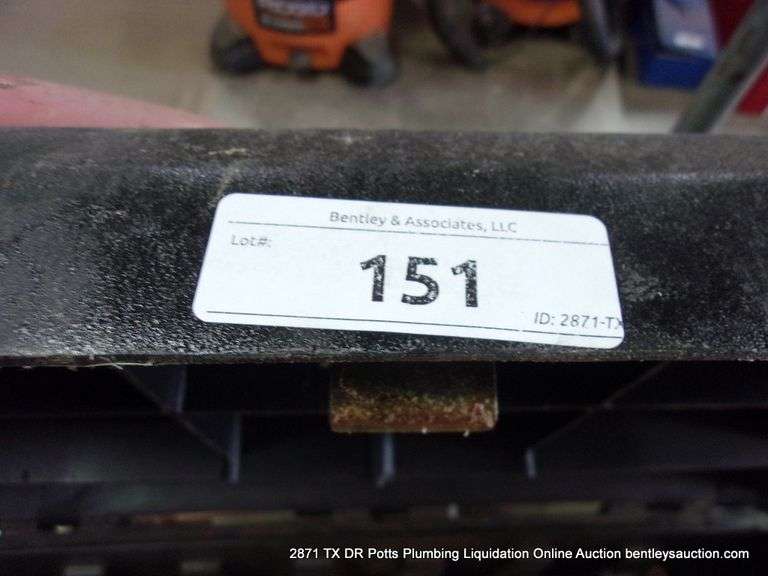 Bentley & Associates, LLC
Lot#:
151
ID: 2871-TX
2871 TX DR Potts Plumbing Liquidation Online Auction bentleysauction.com